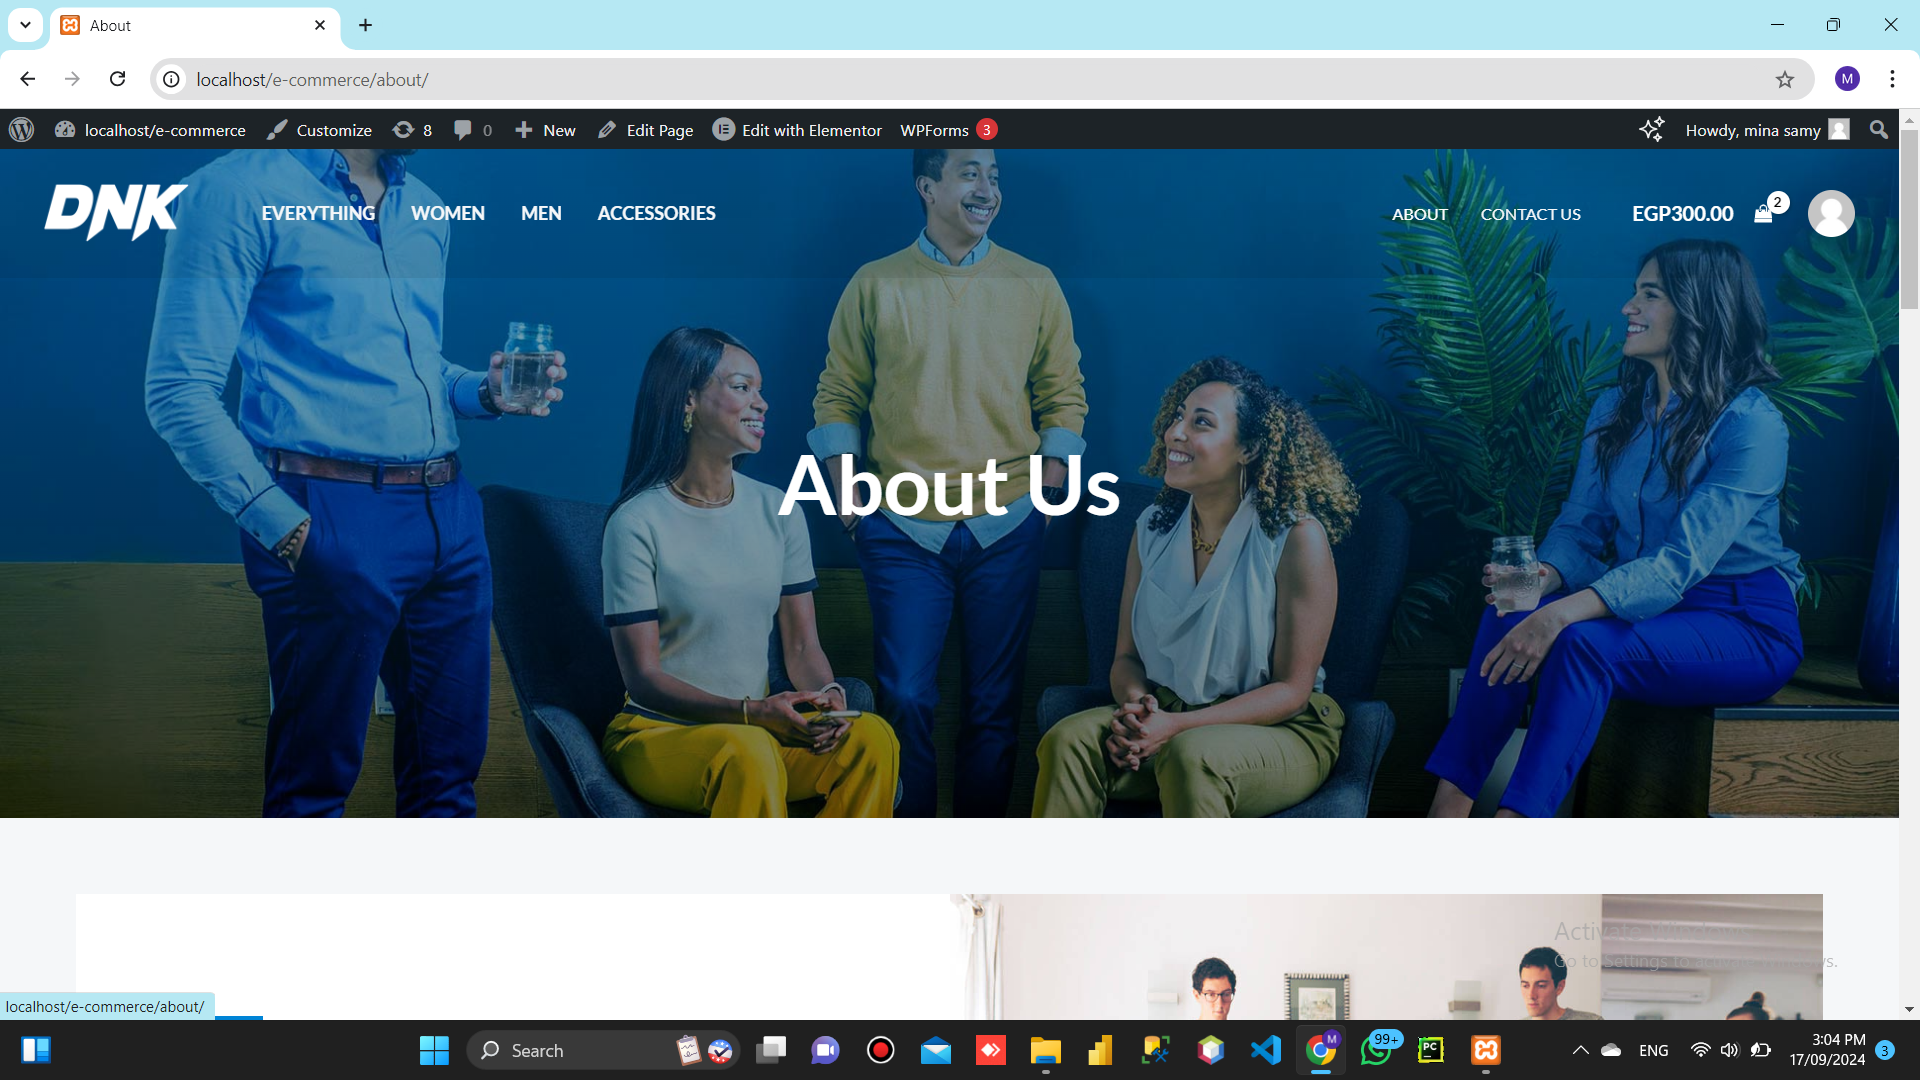 About
localhost/e-commerce/about/
localhost/e-commerce Customize 8 0 New Edit Page Edit with Elementor WPForms 3 Howdy, mina samy
DNK EVERYTHING WOMEN MEN ACCESSORIES ABOUT CONTACT US EGP300.00 2
About Us
Activate Windows
Go to Settings to activate Windows.
localhost/e-commerce/about/
Search 99+ PC ENG 3:04 PM
17/09/2024 3